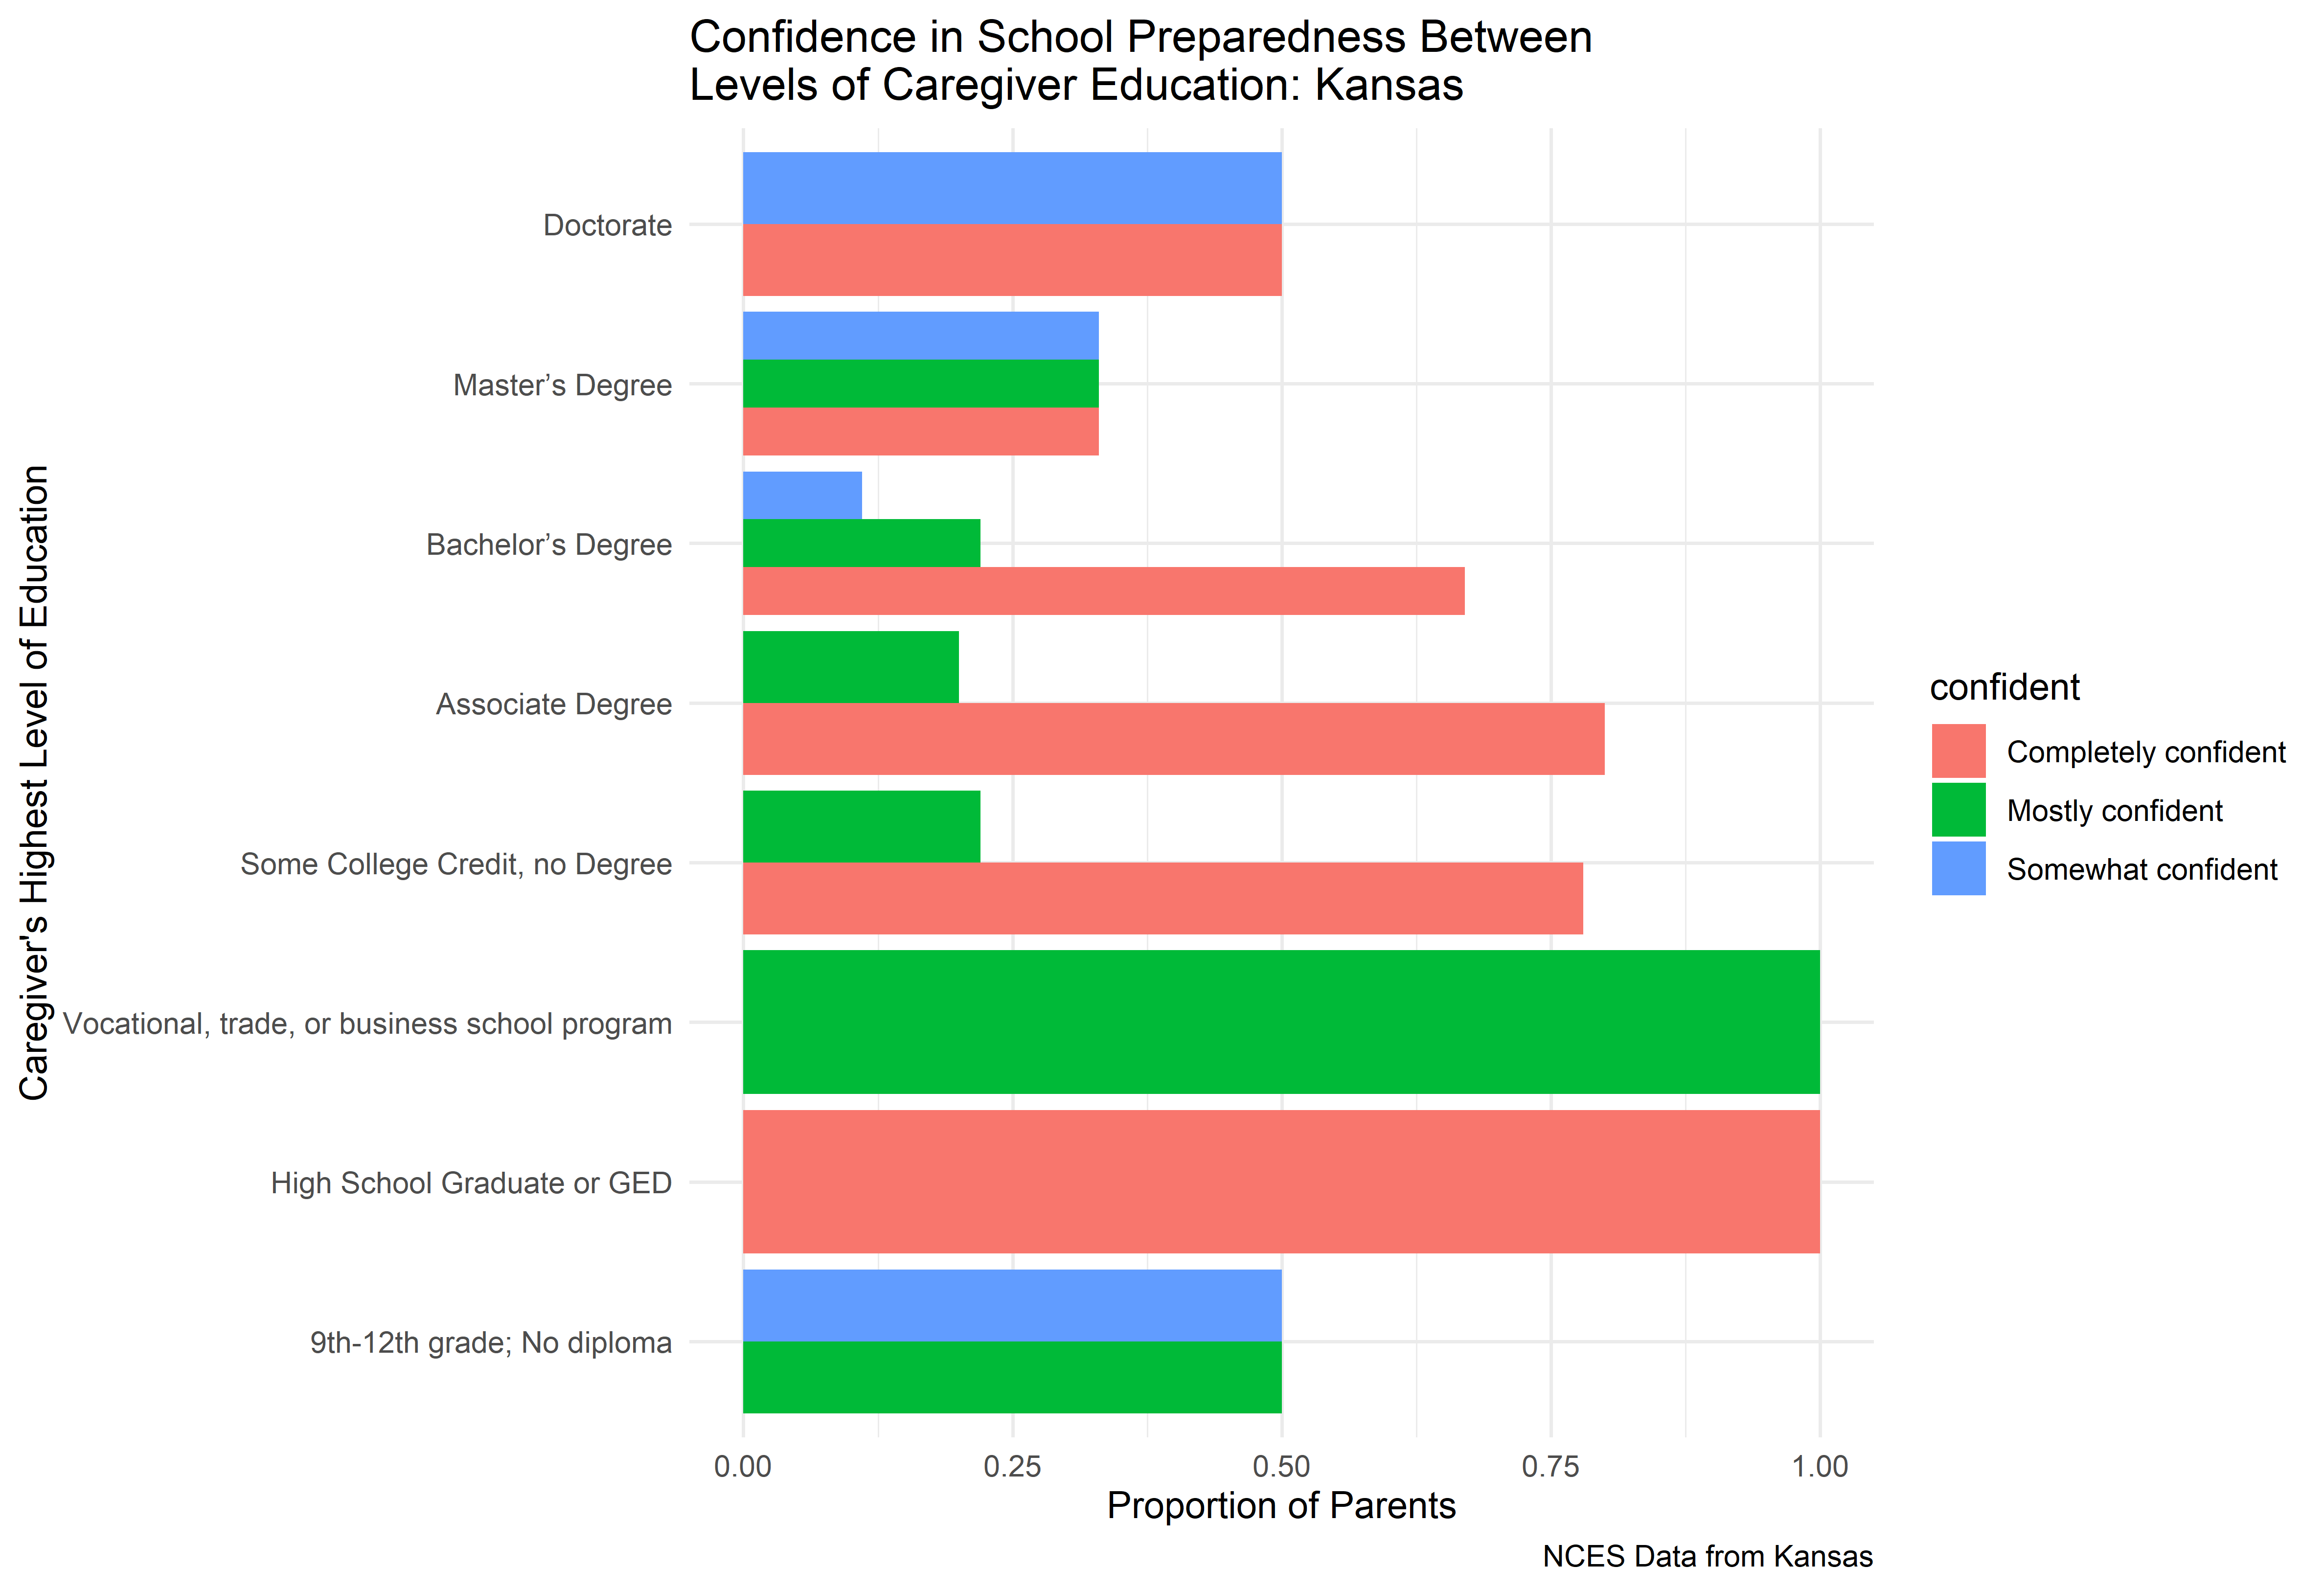 Confidence in School Preparedness Between
Levels of Caregiver Education: Kansas
Caregiver's Highest Level of Education
Doctorate
Master’s Degree
Bachelor’s Degree
Associate Degree
Some College Credit, no Degree
Vocational, trade, or business school program
High School Graduate or GED
9th-12th grade; No diploma
0.00 0.25 0.50 0.75 1.00
Proportion of Parents
confident
Completely confident
Mostly confident
Somewhat confident
NCES Data from Kansas